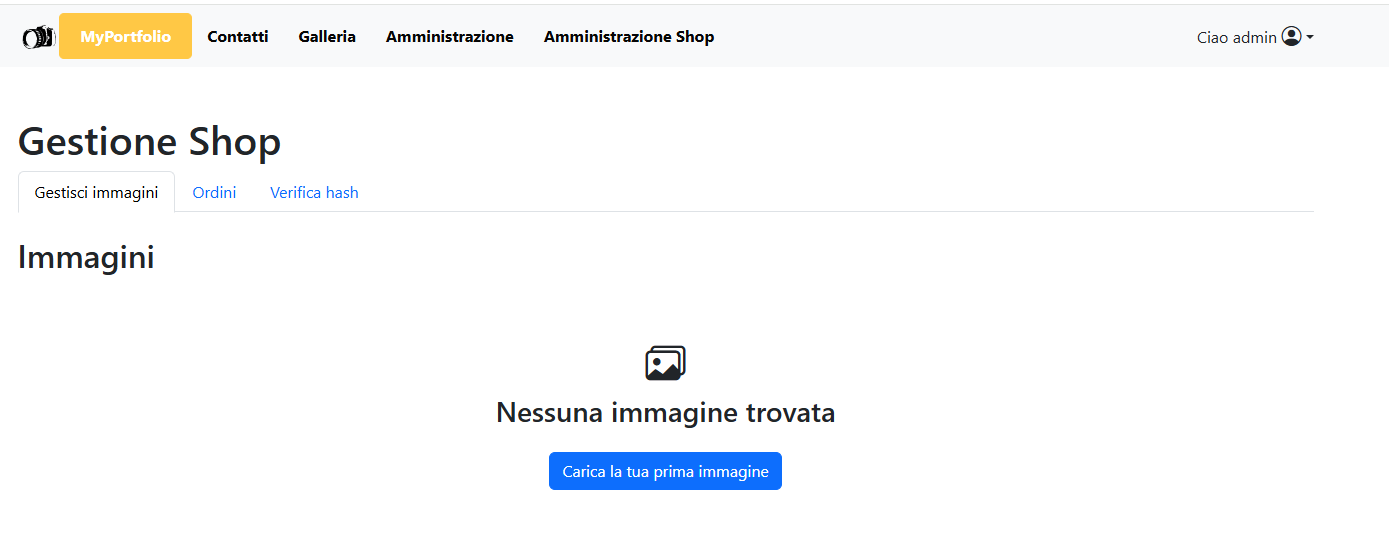 MyPortfolio Contatti Galleria Amministrazione Amministrazione Shop Ciao admin
Gestione Shop
Gestisci immagini Ordini Verifica hash
Immagini
Nessuna immagine trovata
Carica la tua prima immagine